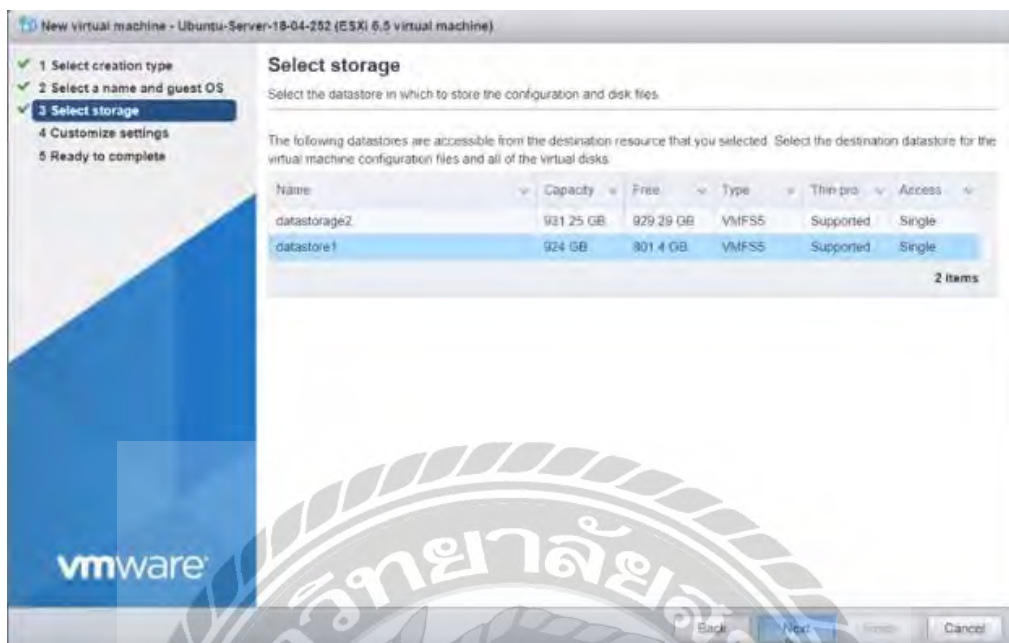 New virtual machine - Ubuntu-Server-18-04-252 (ESXi 6.5 virtual machine)
1 Select creation type
2 Select a name and guest OS
3 Select storage
4 Customize settings
5 Ready to complete
Select storage
Select the datastore in which to store the configuration and disk files.
The following datastores are accessible from the destination resource that you selected. Select the destination datastore for the
virtual machine configuration files and all of the virtual disks.
Name Capacity Free Type Thin pro Access
datastorage2 931.25 GB 929.29 GB VMFS5 Supported Single
datastore1 924 GB 801.4 GB VMFS5 Supported Single
2 items
vmware
Back Next Finish Cancel